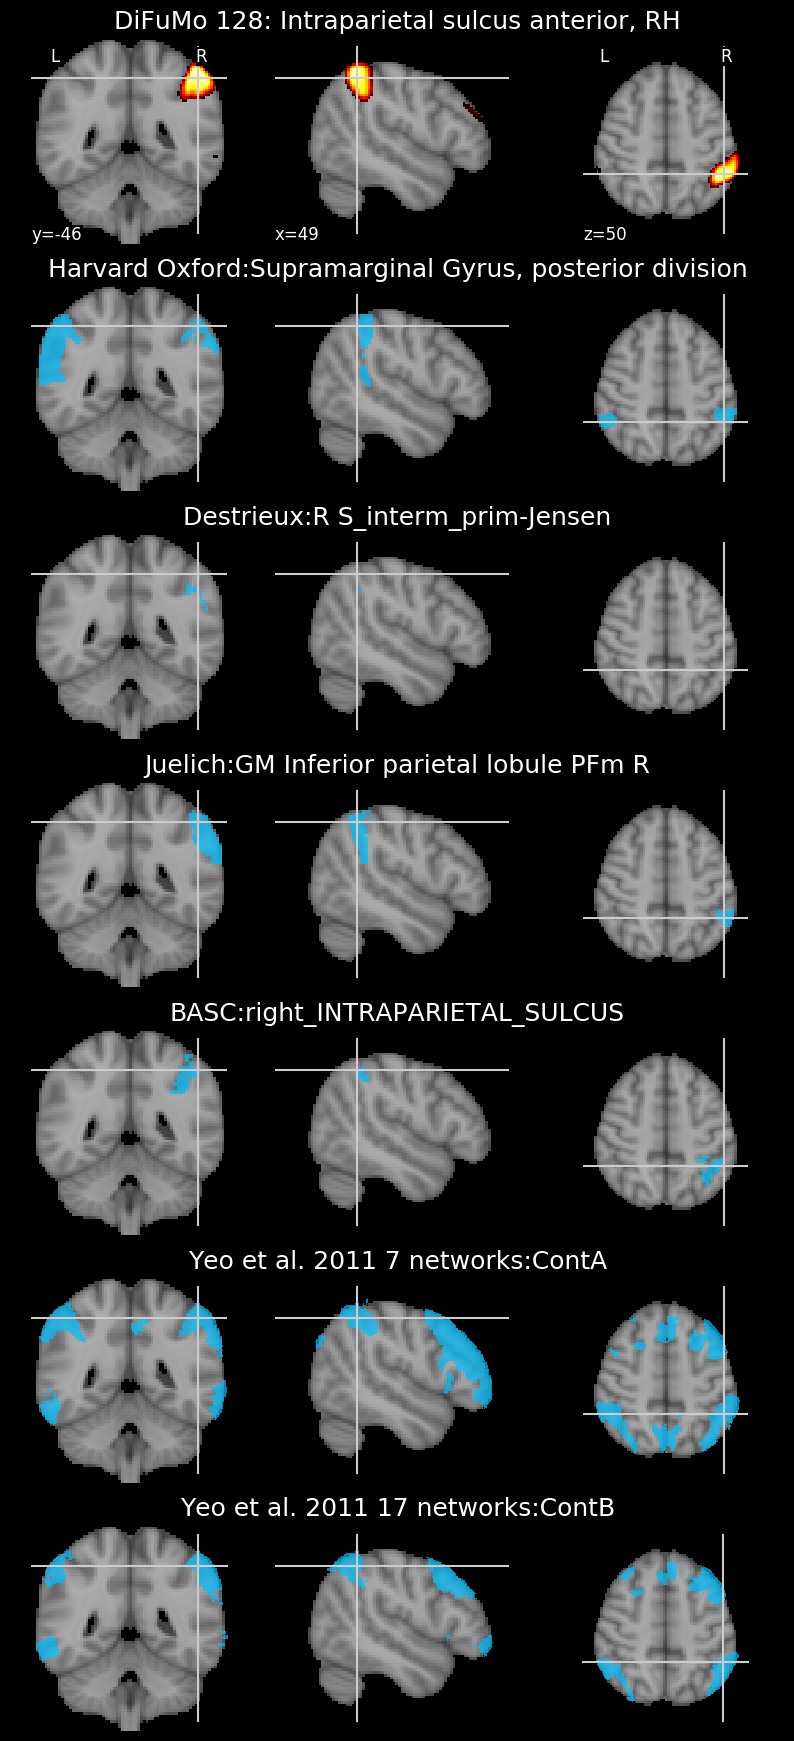 DiFuMo 128: Intraparietal sulcus anterior, RH
L R L R
y=-46 x=49 z=50
Harvard Oxford:Supramarginal Gyrus, posterior division
Destrieux:R S_interm_prim-Jensen
Juelich:GM Inferior parietal lobule PFm R
BASC:right_INTRAPARIETAL_SULCUS
Yeo et al. 2011 7 networks:ContA
Yeo et al. 2011 17 networks:ContB